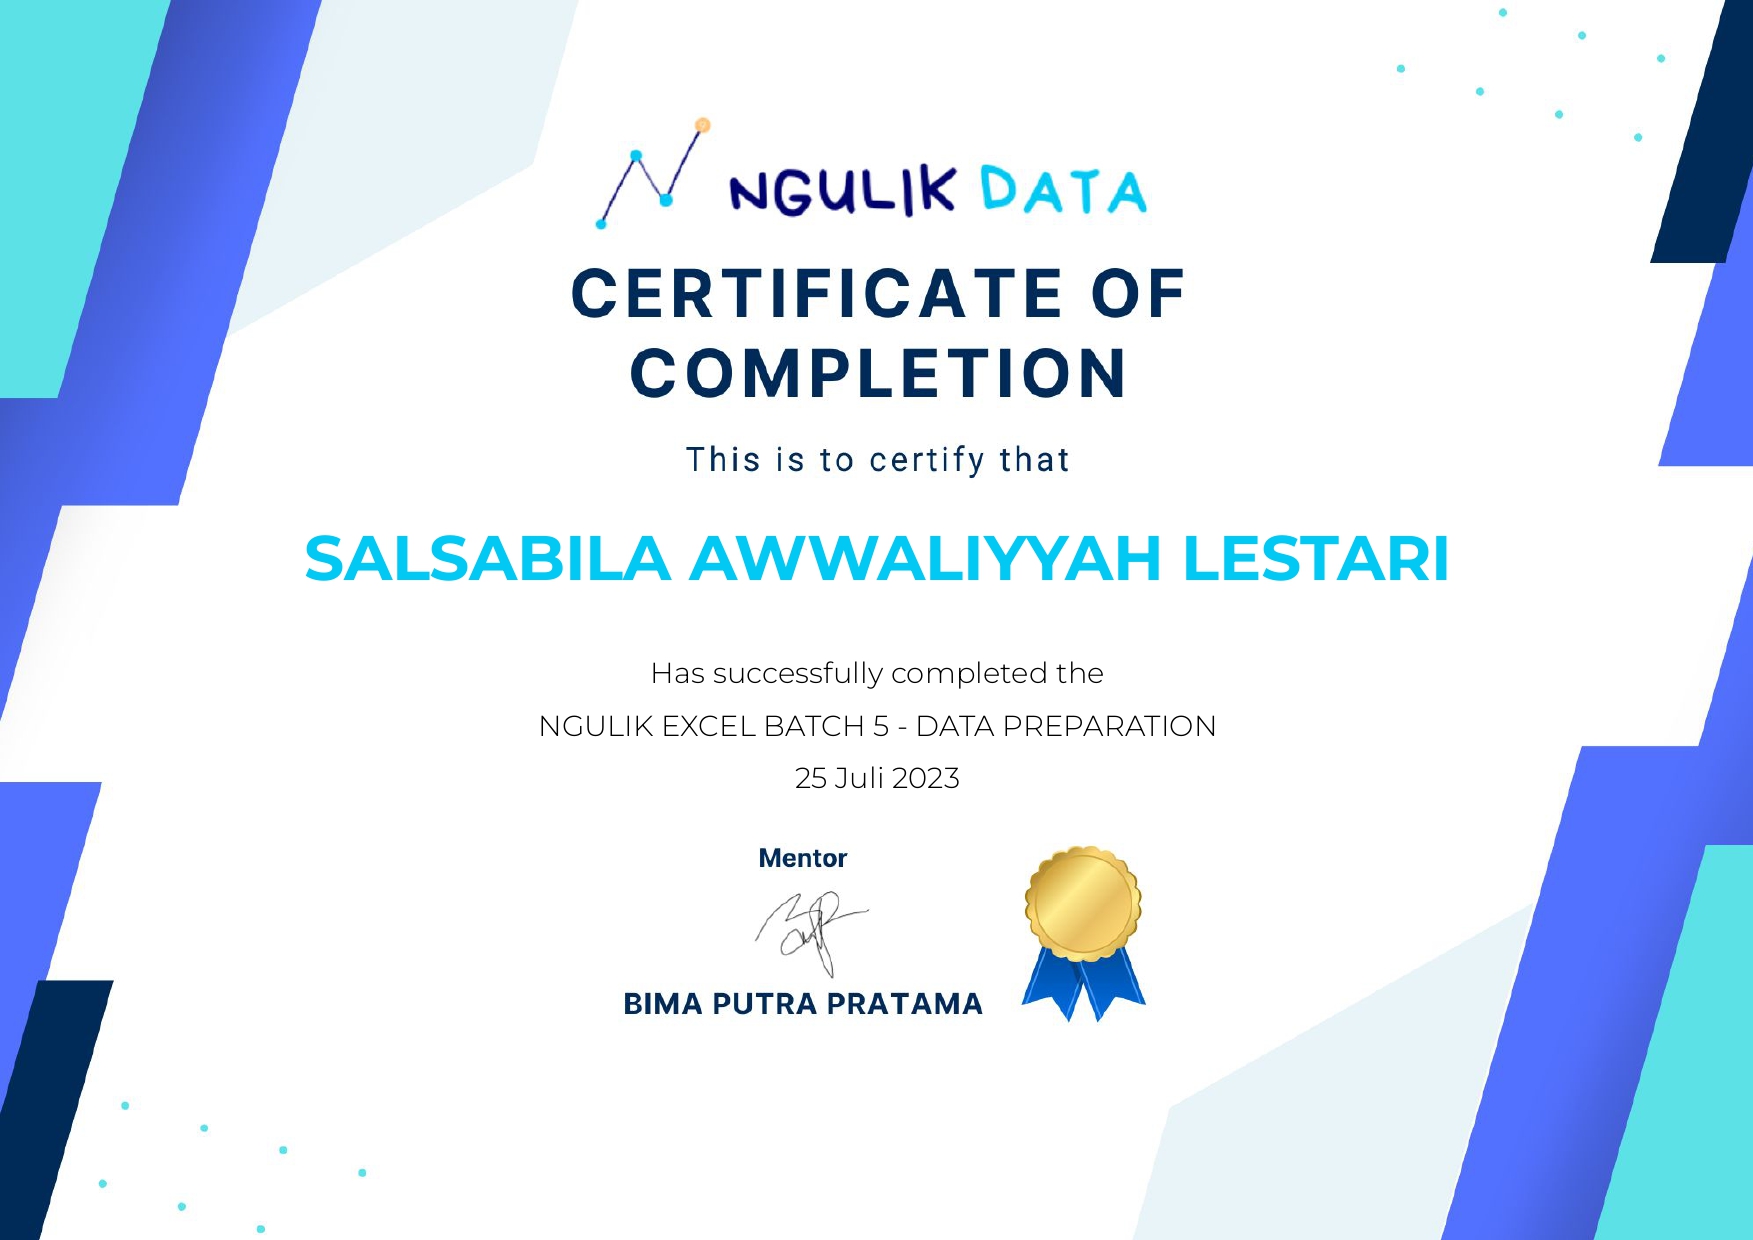 NGULIK DATA
CERTIFICATE OF
COMPLETION
This is to certify that
SALSABILA AWWALIYYAH LESTARI
Has successfully completed the
NGULIK EXCEL BATCH 5 - DATA PREPARATION
25 Juli 2023
Mentor
BIMA PUTRA PRATAMA